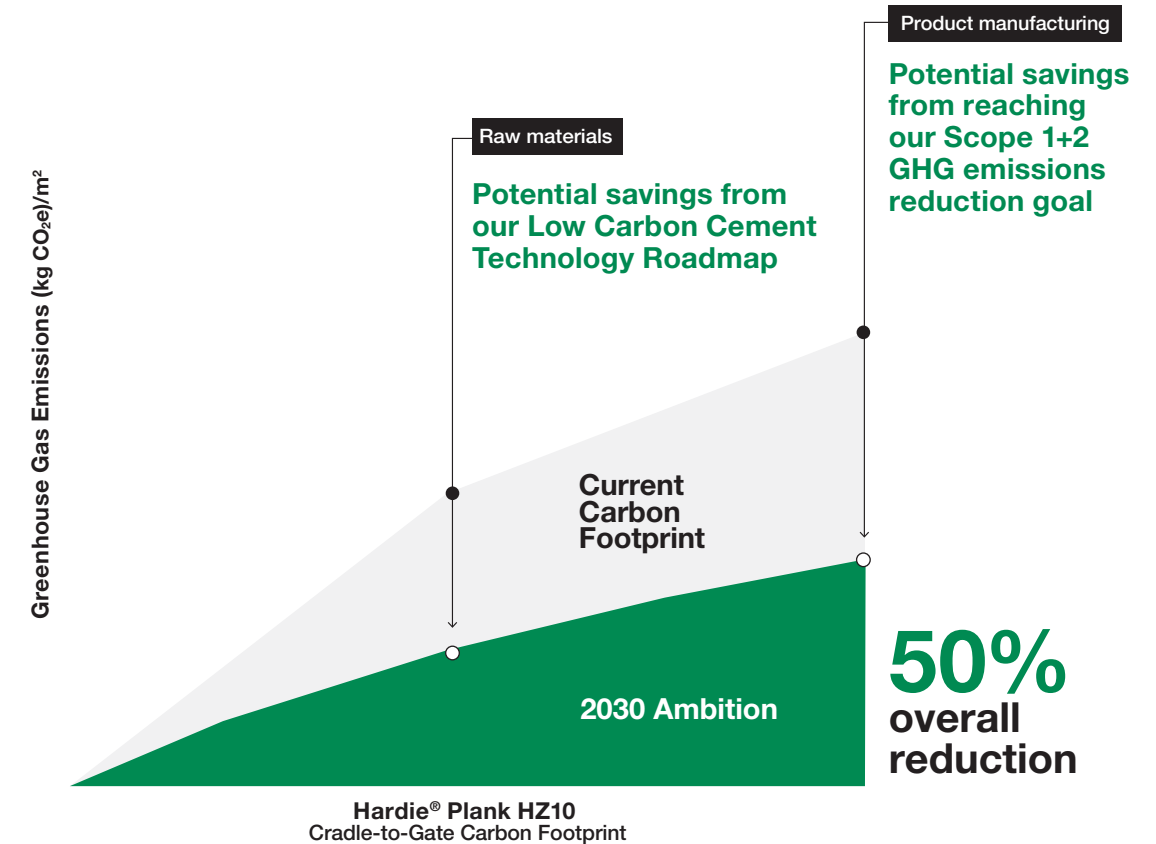 Product manufacturing
Potential savings
from reaching
our Scope 1+2
GHG emissions
reduction goal
Raw materials
Potential savings from
our Low Carbon Cement
Technology Roadmap
Greenhouse Gas Emissions (kg CO₂e)/m²
Current
Carbon
Footprint
2030 Ambition
50%
overall
reduction
Hardie® Plank HZ10
Cradle-to-Gate Carbon Footprint